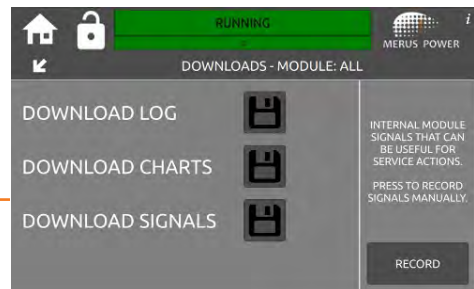 RUNNING
i
MERUS POWER
DOWNLOADS - MODULE: ALL
DOWNLOAD LOG
DOWNLOAD CHARTS
DOWNLOAD SIGNALS
INTERNAL MODULE
SIGNALS THAT CAN
BE USEFUL FOR
SERVICE ACTIONS.
PRESS TO RECORD
SIGNALS MANUALLY.
RECORD